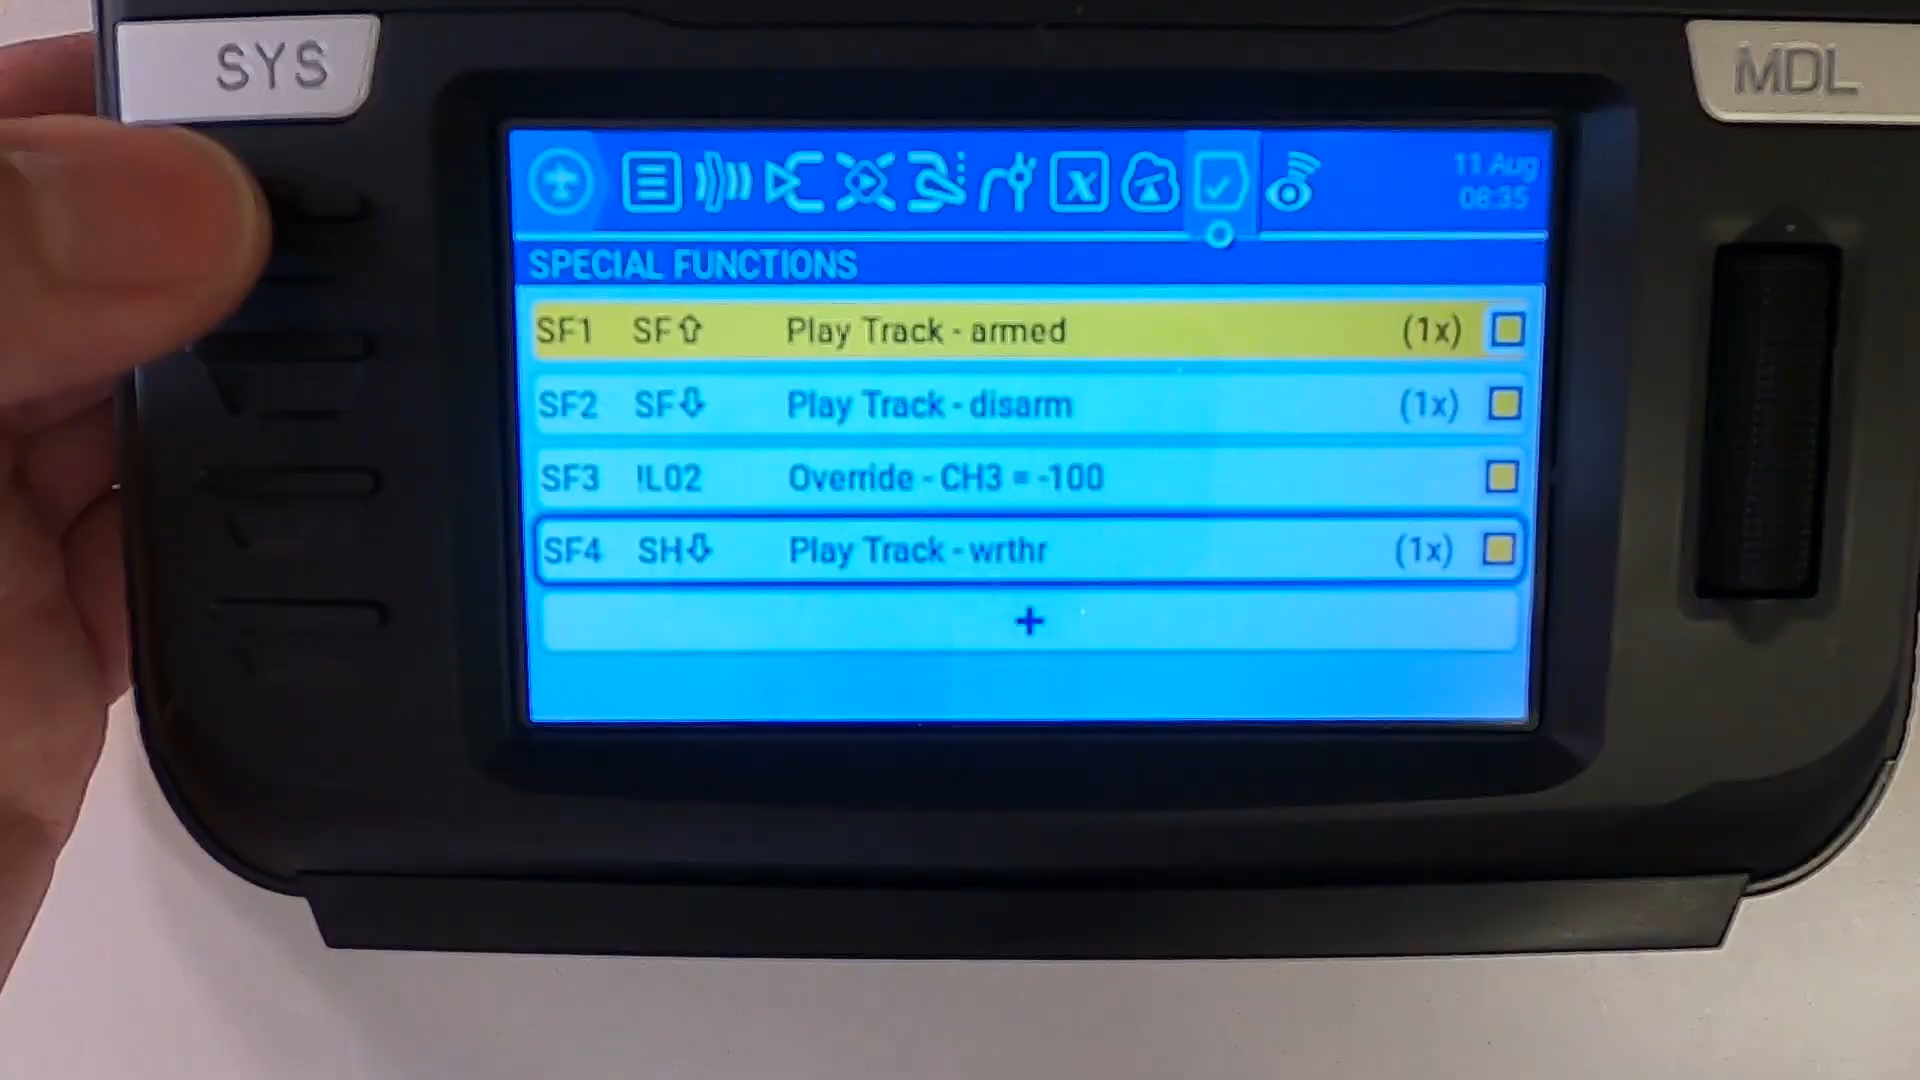 SYS
MDL
11 Aug
08:35
SPECIAL FUNCTIONS
SF1 SF⇧ Play Track - armed (1x)
SF2 SF⇩ Play Track - disarm (1x)
SF3 !L02 Override - CH3 = -100
SF4 SH⇩ Play Track - wrthr (1x)
+